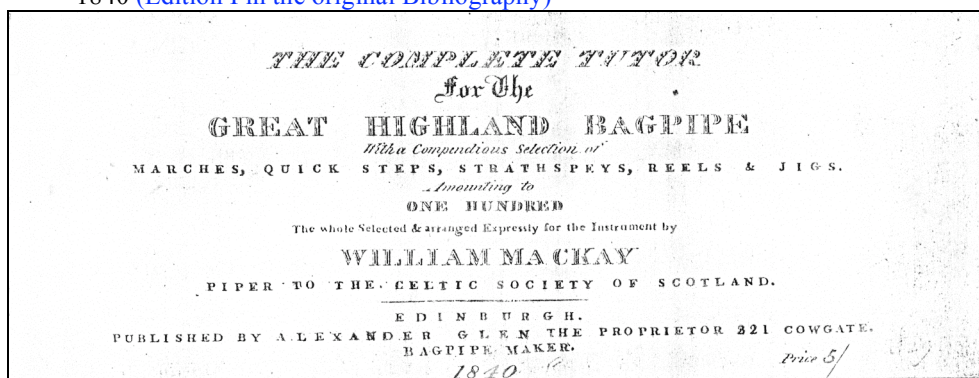 1840 (Edition I in the original Bibliography)
THE COMPLETE TUTOR
For The
GREAT HIGHLAND BAGPIPE
With a Compendious Selection of
MARCHES, QUICK STEPS, STRATHSPEYS, REELS & JIGS.
Amounting to
ONE HUNDRED
The whole Selected & arranged Expressly for the Instrument by
WILLIAM MACKAY
PIPER TO THE CELTIC SOCIETY OF SCOTLAND.
EDINBURGH.
PUBLISHED BY ALEXANDER GLEN THE PROPRIETOR 221 COWGATE.
BAGPIPE MAKER.
Price 5/
1840